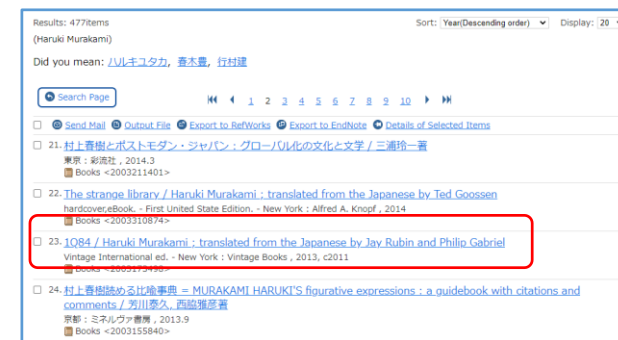 Results: 477items Sort: Year(Descending order) Display: 20
(Haruki Murakami)
Did you mean: ハルキユタカ, 春木豊, 行村建
Search Page 1 2 3 4 5 6 7 8 9 10
Send Mail Output File Export to RefWorks Export to EndNote Details of Selected Items
21. 村上春樹とポストモダン・ジャパン : グローバル化の文化と文学 / 三浦玲一著
東京 : 彩流社 , 2014.3
Books <2003211401>
22. The strange library / Haruki Murakami ; translated from the Japanese by Ted Goossen
hardcover,eBook. - First United State Edition. - New York : Alfred A. Knopf , 2014
Books <2003310874>
23. 1Q84 / Haruki Murakami ; translated from the Japanese by Jay Rubin and Philip Gabriel
Vintage International ed. - New York : Vintage Books , 2013, c2011
Books <2003173498>
24. 村上春樹読める比喩事典 = MURAKAMI HARUKI'S figurative expressions : a guidebook with citations and
comments / 芳川泰久, 西脇雅彦著
京都 : ミネルヴァ書房 , 2013.9
Books <2003155840>